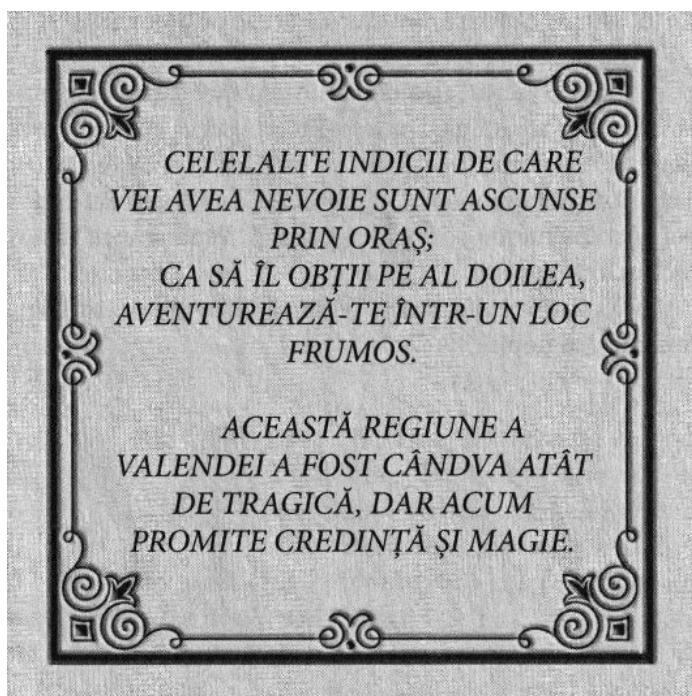 CELELALTE INDICII DE CARE
VEI AVEA NEVOIE SUNT ASCUNSE
PRIN ORAȘ;
CA SĂ ÎL OBȚII PE AL DOILEA,
AVENTUREAZĂ-TE ÎNTR-UN LOC
FRUMOS.
ACEASTĂ REGIUNE A
VALENDEI A FOST CÂNDVA ATÂT
DE TRAGICĂ, DAR ACUM
PROMITE CREDINȚĂ ȘI MAGIE.